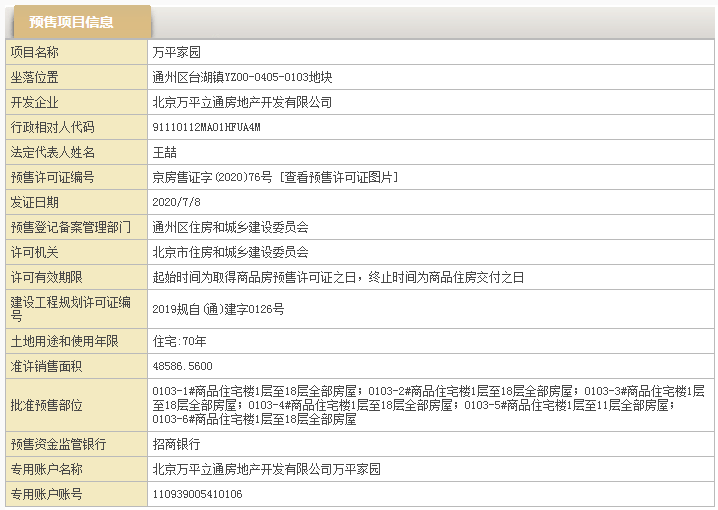 预售项目信息
项目名称 万平家园
坐落位置 通州区台湖镇YZ00-0405-0103地块
开发企业 北京万平立通房地产开发有限公司
行政相对人代码 91110112MA01HFUA4M
法定代表人姓名 王喆
预售许可证编号 京房售证字(2020)76号 [查看预售许可证图片]
发证日期 2020/7/8
预售登记备案管理部门 通州区住房和城乡建设委员会
许可机关 北京市住房和城乡建设委员会
许可有效期限 起始时间为取得商品房预售许可证之日，终止时间为商品住房交付之日
建设工程规划许可证编
号 2019规自(通)建字0126号
土地用途和使用年限 住宅:70年
准许销售面积 48586.5600
批准预售部位 0103-1#商品住宅楼1层至18层全部房屋；0103-2#商品住宅楼1层至18层全部房屋；0103-3#商品住宅楼1层
至18层全部房屋；0103-4#商品住宅楼1层至18层全部房屋；0103-5#商品住宅楼1层至11层全部房屋；
0103-6#商品住宅楼1层至18层全部房屋
预售资金监管银行 招商银行
专用账户名称 北京万平立通房地产开发有限公司万平家园
专用账户账号 110939005410106